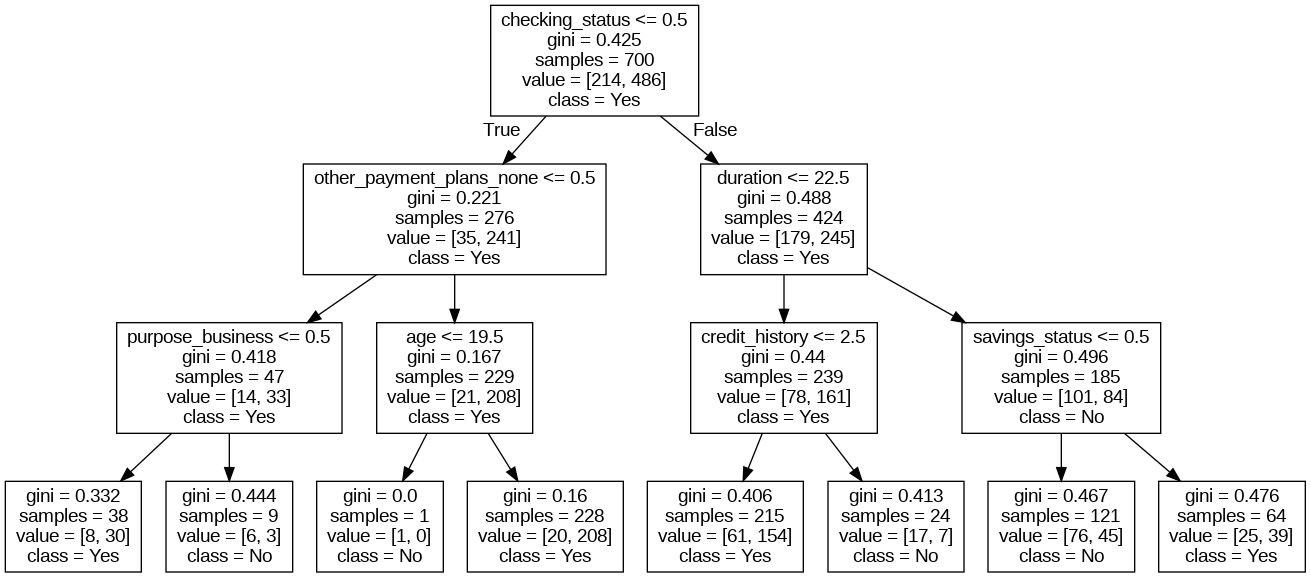 checking_status <= 0.5
gini = 0.425
samples = 700
value = [214, 486]
class = Yes
True
False
other_payment_plans_none <= 0.5
gini = 0.221
samples = 276
value = [35, 241]
class = Yes
duration <= 22.5
gini = 0.488
samples = 424
value = [179, 245]
class = Yes
purpose_business <= 0.5
gini = 0.418
samples = 47
value = [14, 33]
class = Yes
age <= 19.5
gini = 0.167
samples = 229
value = [21, 208]
class = Yes
credit_history <= 2.5
gini = 0.44
samples = 239
value = [78, 161]
class = Yes
savings_status <= 0.5
gini = 0.496
samples = 185
value = [101, 84]
class = No
gini = 0.332
samples = 38
value = [8, 30]
class = Yes
gini = 0.444
samples = 9
value = [6, 3]
class = No
gini = 0.0
samples = 1
value = [1, 0]
class = No
gini = 0.16
samples = 228
value = [20, 208]
class = Yes
gini = 0.406
samples = 215
value = [61, 154]
class = Yes
gini = 0.413
samples = 24
value = [17, 7]
class = No
gini = 0.467
samples = 121
value = [76, 45]
class = No
gini = 0.476
samples = 64
value = [25, 39]
class = Yes